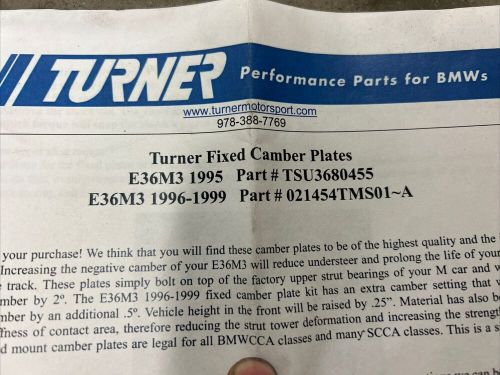 TURNER Performance Parts for BMWs
www.turnermotorsport.com
978-388-7769
Turner Fixed Camber Plates
E36M3 1995 Part # TSU3680455
E36M3 1996-1999 Part # 021454TMS01~A
your purchase! We think that you will find these camber plates to be of the highest quality and the
Increasing the negative camber of your E36M3 will reduce understeer and prolong the life of your
track. These plates simply bolt on top of the factory upper strut bearings of your M car and
mber by 2º. The E36M3 1996-1999 fixed camber plate kit has an extra camber setting that
mber by an additional .5º. Vehicle height in the front will be raised by .25". Material has also
ffness of contact area, therefore reducing the strut tower deformation and increasing the
d mount camber plates are legal for all BMWCCA classes and many SCCA classes. This is a